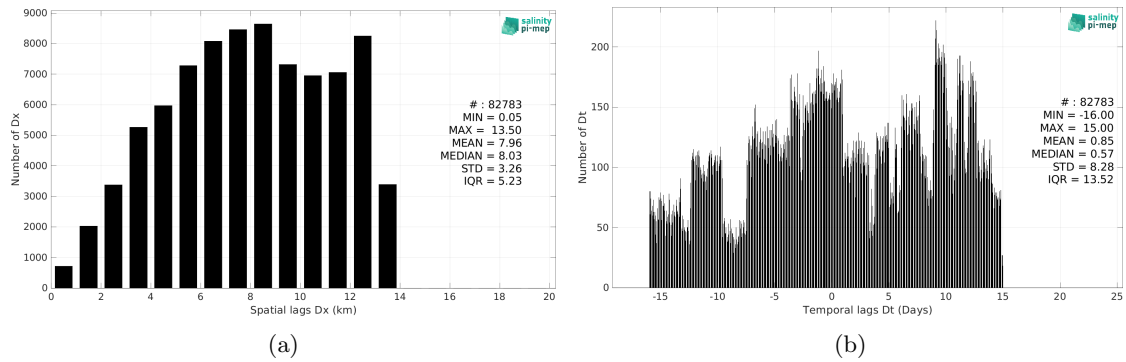 9000
8000
7000
6000
5000
4000
3000
2000
1000
0
Number of Dx
0 2 4 6 8 10 12 14 16 18 20
Spatial lags Dx (km)
salinity
pi-mep
# : 82783
MIN = 0.05
MAX = 13.50
MEAN = 7.96
MEDIAN = 8.03
STD = 3.26
IQR = 5.23
(a)
200
150
100
50
0
Number of Dt
-15 -10 -5 0 5 10 15 20 25
Temporal lags Dt (Days)
salinity
pi-mep
# : 82783
MIN = -16.00
MAX = 15.00
MEAN = 0.85
MEDIAN = 0.57
STD = 8.28
IQR = 13.52
(b)